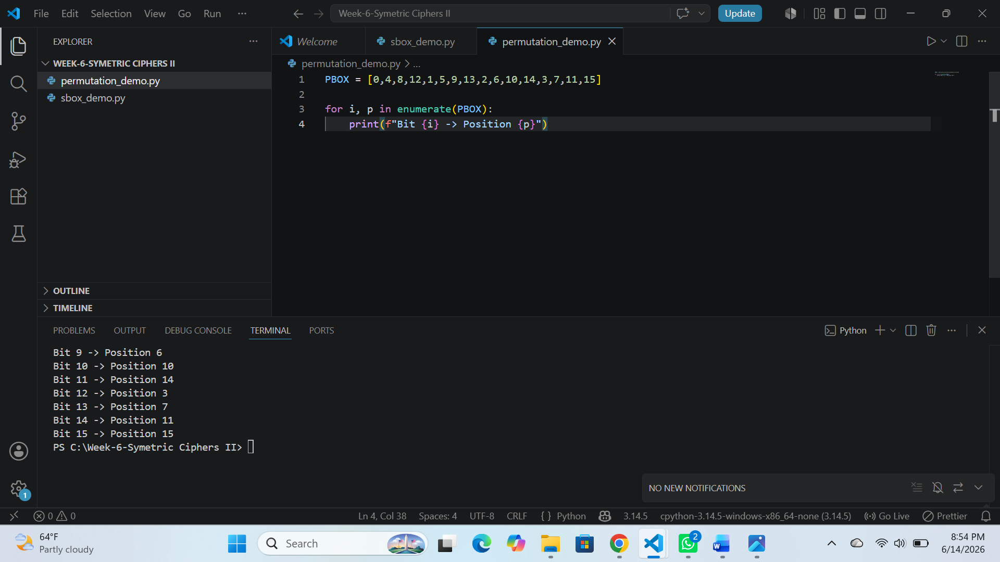 File Edit Selection View Go Run ···
Week-6-Symetric Ciphers II
Update
EXPLORER
WEEK-6-SYMETRIC CIPHERS II
permutation_demo.py
sbox_demo.py
OUTLINE
TIMELINE
Welcome
sbox_demo.py
permutation_demo.py
permutation_demo.py > ...
1 PBOX = [0,4,8,12,1,5,9,13,2,6,10,14,3,7,11,15]
2
3 for i, p in enumerate(PBOX):
4 print(f"Bit {i} -> Position {p}")
PROBLEMS OUTPUT DEBUG CONSOLE TERMINAL PORTS
Python
Bit 9 -> Position 6
Bit 10 -> Position 10
Bit 11 -> Position 14
Bit 12 -> Position 3
Bit 13 -> Position 7
Bit 14 -> Position 11
Bit 15 -> Position 15
PS C:\Week-6-Symetric Ciphers II>
NO NEW NOTIFICATIONS
1
0 0
Ln 4, Col 38 Spaces: 4 UTF-8 CRLF { } Python 3.14.5 cpython-3.14.5-windows-x86_64-none (3.14.5) Go Live Prettier
64°F
Partly cloudy
Search
2
8:54 PM
6/14/2026